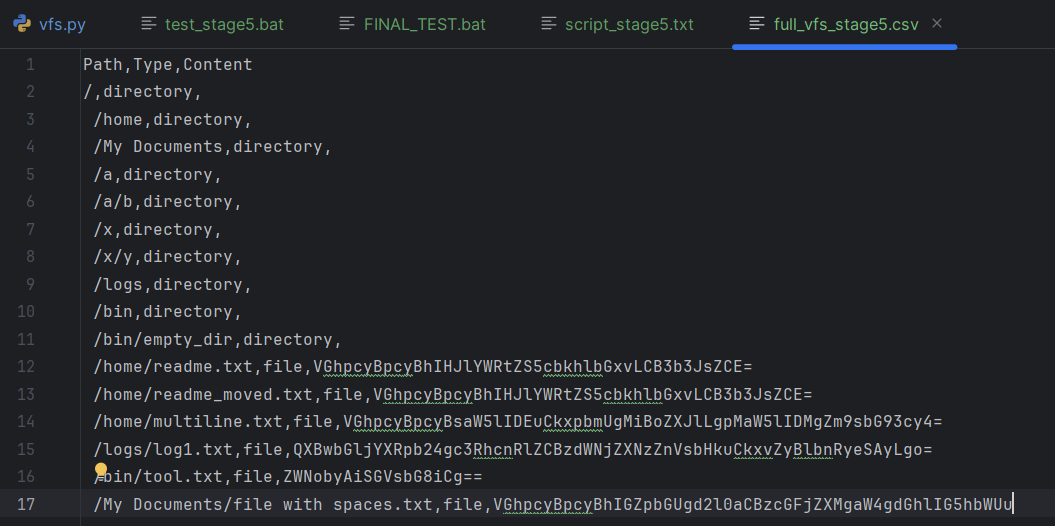 vfs.py test_stage5.bat FINAL_TEST.bat script_stage5.txt full_vfs_stage5.csv
1 Path,Type,Content
2 /,directory,
3 /home,directory,
4 /My Documents,directory,
5 /a,directory,
6 /a/b,directory,
7 /x,directory,
8 /x/y,directory,
9 /logs,directory,
10 /bin,directory,
11 /bin/empty_dir,directory,
12 /home/readme.txt,file,VGhpcyBpcyBhIHJlYWRtZS5cbkhlbGxvLCB3b3JsZCE=
13 /home/readme_moved.txt,file,VGhpcyBpcyBhIHJlYWRtZS5cbkhlbGxvLCB3b3JsZCE=
14 /home/multiline.txt,file,VGhpcyBpcyBsaW5lIDEuCkxpbmUgMiBoZXJlLgpMaW5lIDMgZm9sbG93cy4=
15 /logs/log1.txt,file,QXBwbGljYXRpb24gc3RhcnRlZCBzdWNjZXNzZnVsbHkuCkxvZyBlbnRyeSAyLgo=
16 /bin/tool.txt,file,ZWNobyAiSGVsbG8iCg==
17 /My Documents/file with spaces.txt,file,VGhpcyBpcyBhIGZpbGUgd2l0aCBzcGFjZXMgaW4gdGhlIG5hbWUu